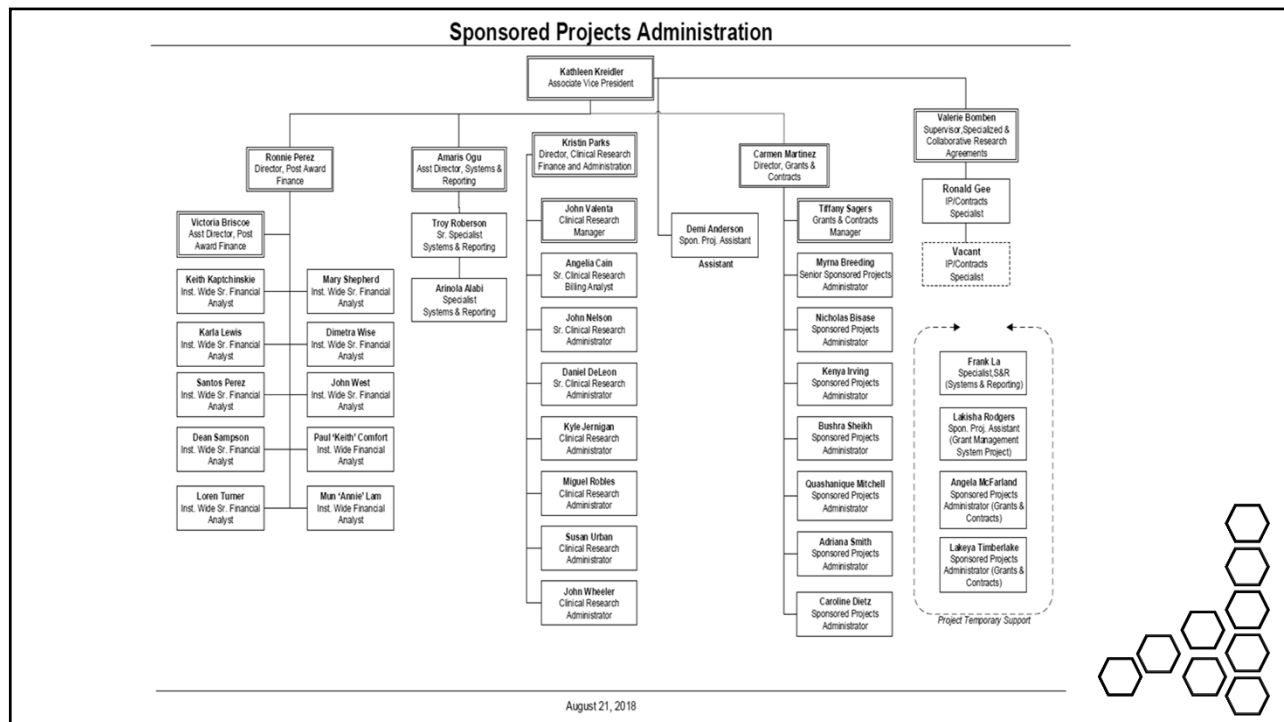 Sponsored Projects Administration
Kathleen Kreidler
Associate Vice President
Ronnie Perez
Director, Post Award
Finance
Victoria Briscoe
Asst Director, Post
Award Finance
Keith Kaptchinskie
Inst. Wide Sr. Financial
Analyst
Mary Shepherd
Inst. Wide Sr. Financial
Analyst
Karla Lewis
Inst. Wide Sr. Financial
Analyst
Dimetra Wise
Inst. Wide Sr. Financial
Analyst
Santos Perez
Inst. Wide Sr. Financial
Analyst
John West
Inst. Wide Sr. Financial
Analyst
Dean Sampson
Inst. Wide Sr. Financial
Analyst
Paul ‘Keith’ Comfort
Inst. Wide Financial
Analyst
Loren Turner
Inst. Wide Sr. Financial
Analyst
Mun ‘Annie’ Lam
Inst. Wide Financial
Analyst
Amaris Ogu
Asst Director, Systems &
Reporting
Troy Roberson
Sr. Specialist
Systems & Reporting
Arinola Alabi
Specialist
Systems & Reporting
Kristin Parks
Director, Clinical Research
Finance and Administration
John Valenta
Clinical Research
Manager
Angelia Cain
Sr. Clinical Research
Billing Analyst
John Nelson
Sr. Clinical Research
Administrator
Daniel DeLeon
Sr. Clinical Research
Administrator
Kyle Jernigan
Clinical Research
Administrator
Miguel Robles
Clinical Research
Administrator
Susan Urban
Clinical Research
Administrator
John Wheeler
Clinical Research
Administrator
Demi Anderson
Spon. Proj. Assistant
Assistant
Carmen Martinez
Director, Grants &
Contracts
Tiffany Sagers
Grants & Contracts
Manager
Myrna Breeding
Senior Sponsored Projects
Administrator
Nicholas Bisase
Sponsored Projects
Administrator
Kenya Irving
Sponsored Projects
Administrator
Bushra Sheikh
Sponsored Projects
Administrator
Quashanique Mitchell
Sponsored Projects
Administrator
Adriana Smith
Sponsored Projects
Administrator
Caroline Dietz
Sponsored Projects
Administrator
Valerie Bomben
Supervisor,Specialized &
Collaborative Research
Agreements
Ronald Gee
IP/Contracts
Specialist
Vacant
IP/Contracts
Specialist
Frank La
Specialist,S&R
(Systems & Reporting)
Lakisha Rodgers
Spon. Proj. Assistant
(Grant Management
System Project)
Angela McFarland
Sponsored Projects
Administrator (Grants &
Contracts)
Lakeya Timberlake
Sponsored Projects
Administrator (Grants &
Contracts)
Project Temporary Support
August 21, 2018